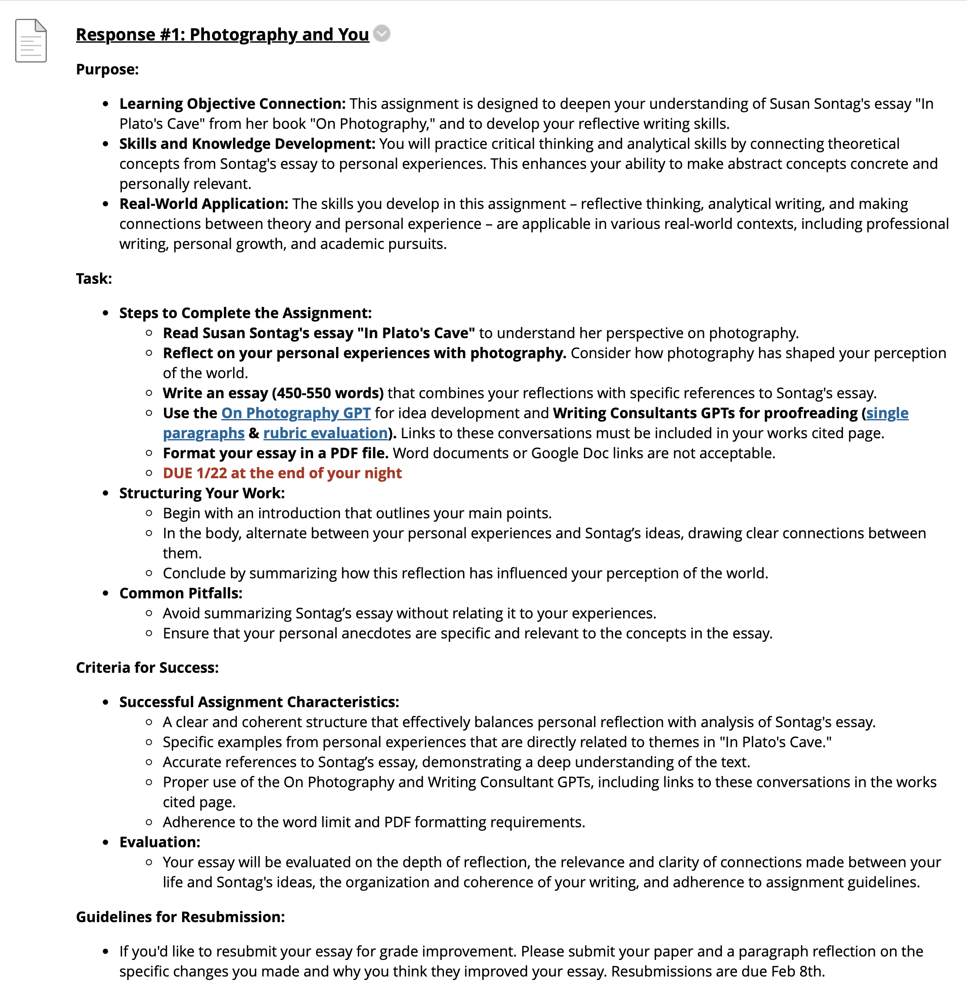 Response #1: Photography and You
Purpose:
Learning Objective Connection: This assignment is designed to deepen your understanding of Susan Sontag's essay "In
Plato's Cave" from her book "On Photography," and to develop your reflective writing skills.
Skills and Knowledge Development: You will practice critical thinking and analytical skills by connecting theoretical
concepts from Sontag's essay to personal experiences. This enhances your ability to make abstract concepts concrete and
personally relevant.
Real-World Application: The skills you develop in this assignment – reflective thinking, analytical writing, and making
connections between theory and personal experience – are applicable in various real-world contexts, including professional
writing, personal growth, and academic pursuits.
Task:
Steps to Complete the Assignment:
Read Susan Sontag's essay "In Plato's Cave" to understand her perspective on photography.
Reflect on your personal experiences with photography. Consider how photography has shaped your perception
of the world.
Write an essay (450-550 words) that combines your reflections with specific references to Sontag's essay.
Use the On Photography GPT for idea development and Writing Consultants GPTs for proofreading (single
paragraphs & rubric evaluation). Links to these conversations must be included in your works cited page.
Format your essay in a PDF file. Word documents or Google Doc links are not acceptable.
DUE 1/22 at the end of your night
Structuring Your Work:
Begin with an introduction that outlines your main points.
In the body, alternate between your personal experiences and Sontag’s ideas, drawing clear connections between
them.
Conclude by summarizing how this reflection has influenced your perception of the world.
Common Pitfalls:
Avoid summarizing Sontag’s essay without relating it to your experiences.
Ensure that your personal anecdotes are specific and relevant to the concepts in the essay.
Criteria for Success:
Successful Assignment Characteristics:
A clear and coherent structure that effectively balances personal reflection with analysis of Sontag's essay.
Specific examples from personal experiences that are directly related to themes in "In Plato's Cave."
Accurate references to Sontag’s essay, demonstrating a deep understanding of the text.
Proper use of the On Photography and Writing Consultant GPTs, including links to these conversations in the works
cited page.
Adherence to the word limit and PDF formatting requirements.
Evaluation:
Your essay will be evaluated on the depth of reflection, the relevance and clarity of connections made between your
life and Sontag's ideas, the organization and coherence of your writing, and adherence to assignment guidelines.
Guidelines for Resubmission:
If you'd like to resubmit your essay for grade improvement. Please submit your paper and a paragraph reflection on the
specific changes you made and why you think they improved your essay. Resubmissions are due Feb 8th.